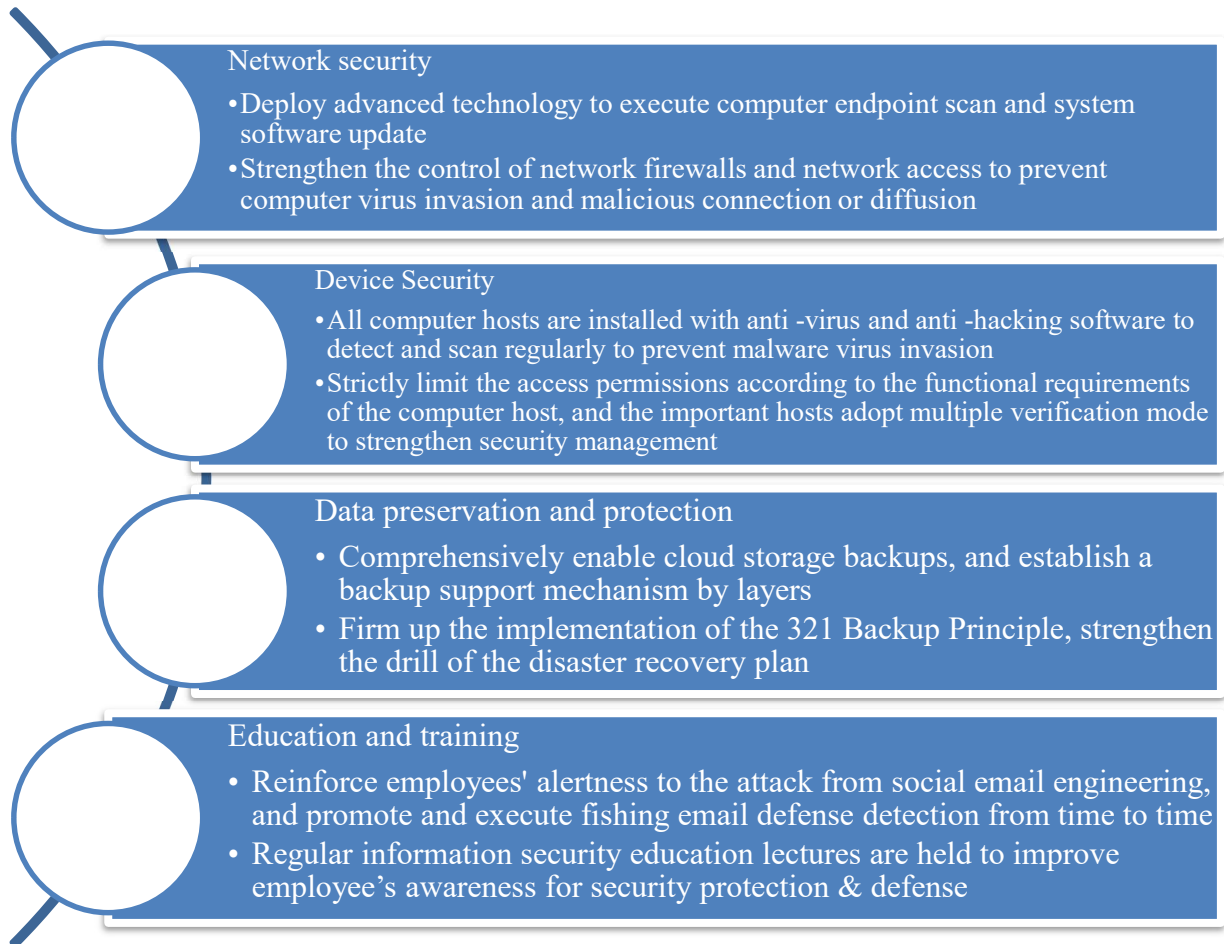 Network security
•Deploy advanced technology to execute computer endpoint scan and system
software update
•Strengthen the control of network firewalls and network access to prevent
computer virus invasion and malicious connection or diffusion
Device Security
•All computer hosts are installed with anti -virus and anti -hacking software to
detect and scan regularly to prevent malware virus invasion
•Strictly limit the access permissions according to the functional requirements
of the computer host, and the important hosts adopt multiple verification mode
to strengthen security management
Data preservation and protection
• Comprehensively enable cloud storage backups, and establish a
backup support mechanism by layers
• Firm up the implementation of the 321 Backup Principle, strengthen
the drill of the disaster recovery plan
Education and training
• Reinforce employees' alertness to the attack from social email engineering,
and promote and execute fishing email defense detection from time to time
• Regular information security education lectures are held to improve
employee’s awareness for security protection & defense